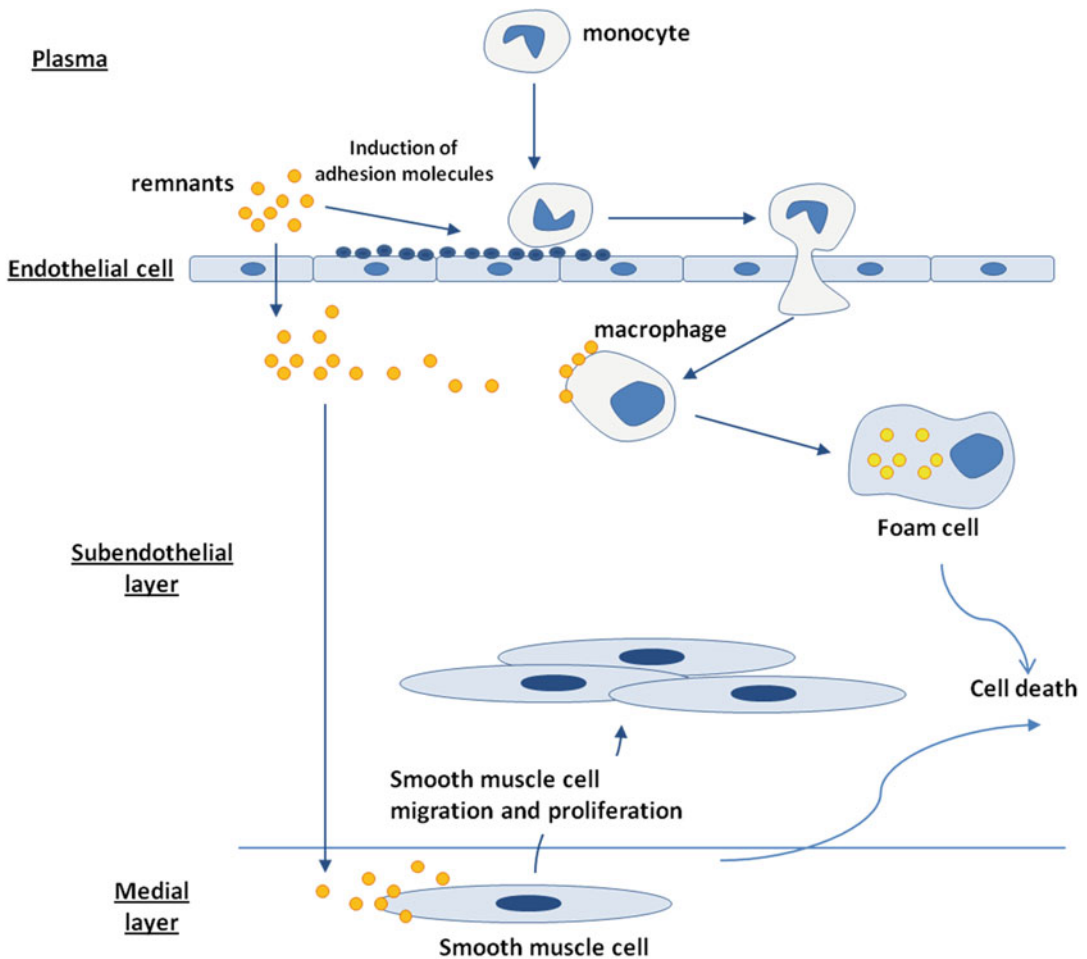 monocyte
Plasma
Induction of
adhesion molecules
remnants
Endothelial cell
macrophage
Foam cell
Subendothelial
layer
Cell death
Smooth muscle cell
migration and proliferation
Medial
layer
Smooth muscle cell